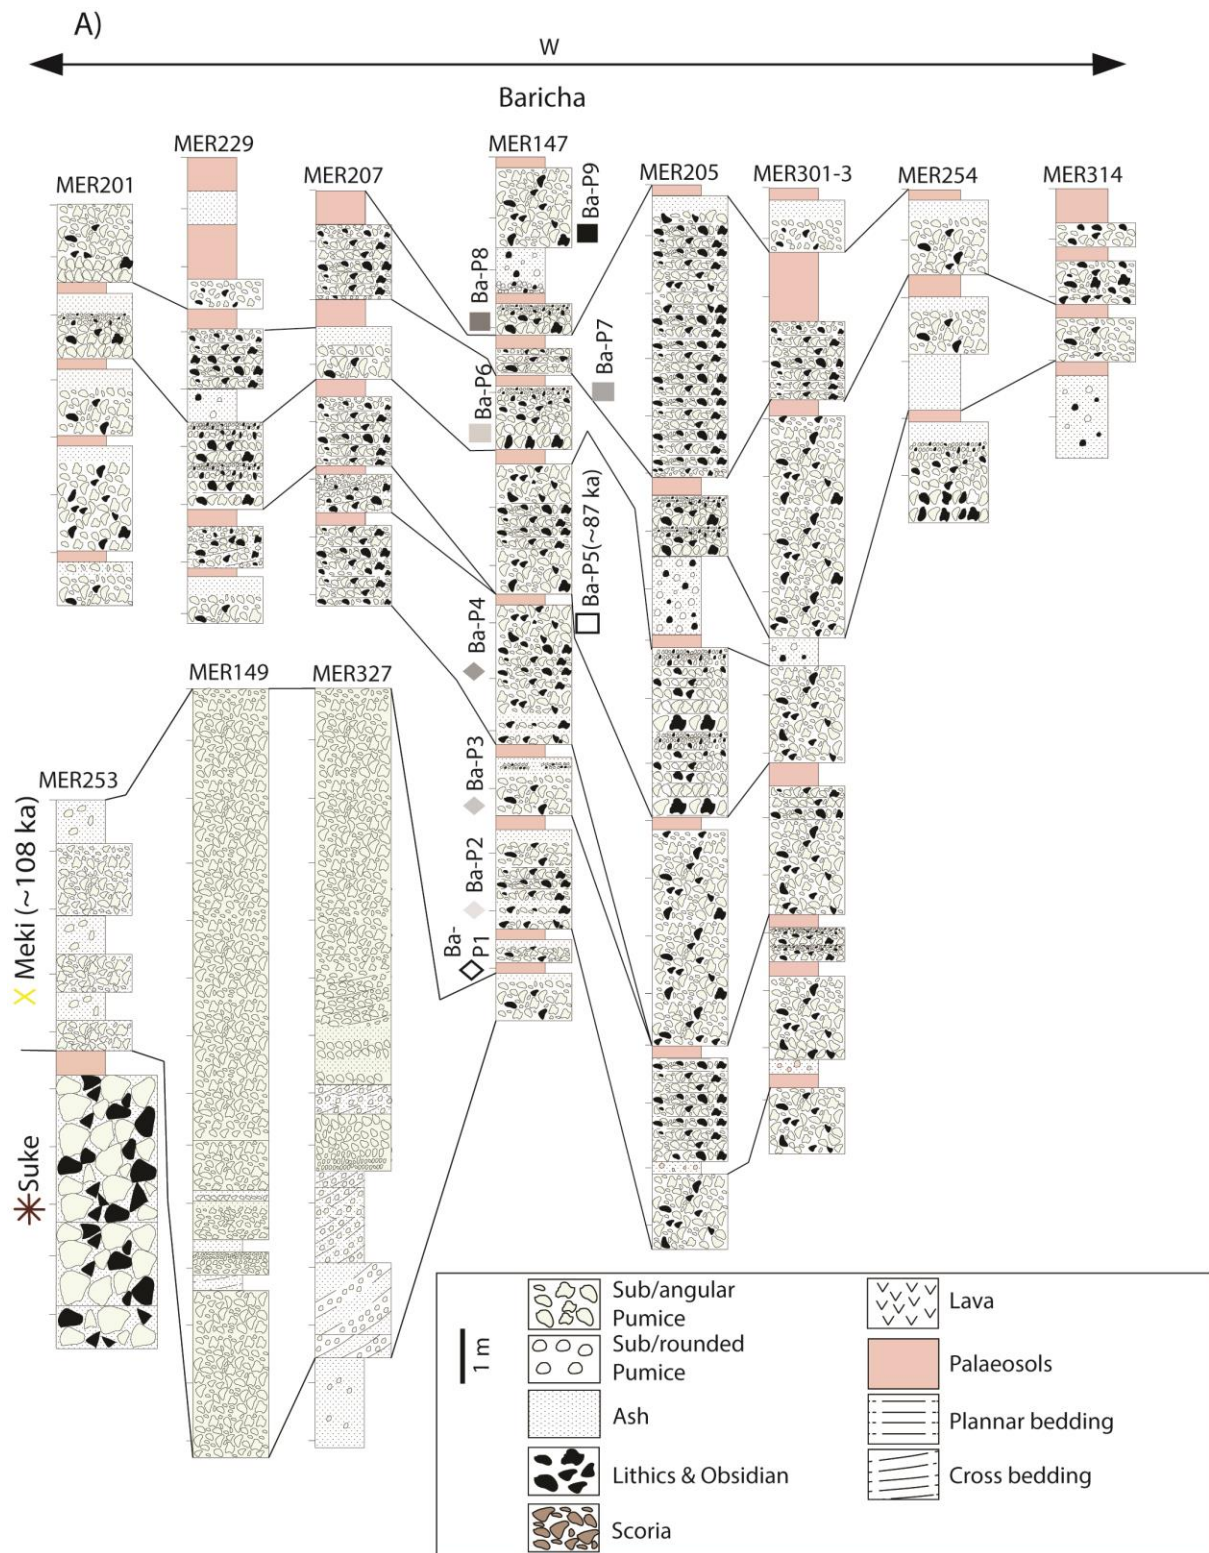 A)
W
Baricha
MER201
MER229
MER207
MER147
MER205
MER301-3
MER254
MER314
Ba-P9
Ba-P8
Ba-P7
Ba-P6
Ba-P5(~87 ka)
Ba-P4
Ba-P3
Ba-P2
Ba-
P1
MER149
MER327
MER253
Meki (~108 ka)
Suke
1 m
Sub/angular
Pumice
Sub/rounded
Pumice
Ash
Lithics & Obsidian
Scoria
Lava
Palaeosols
Plannar bedding
Cross bedding